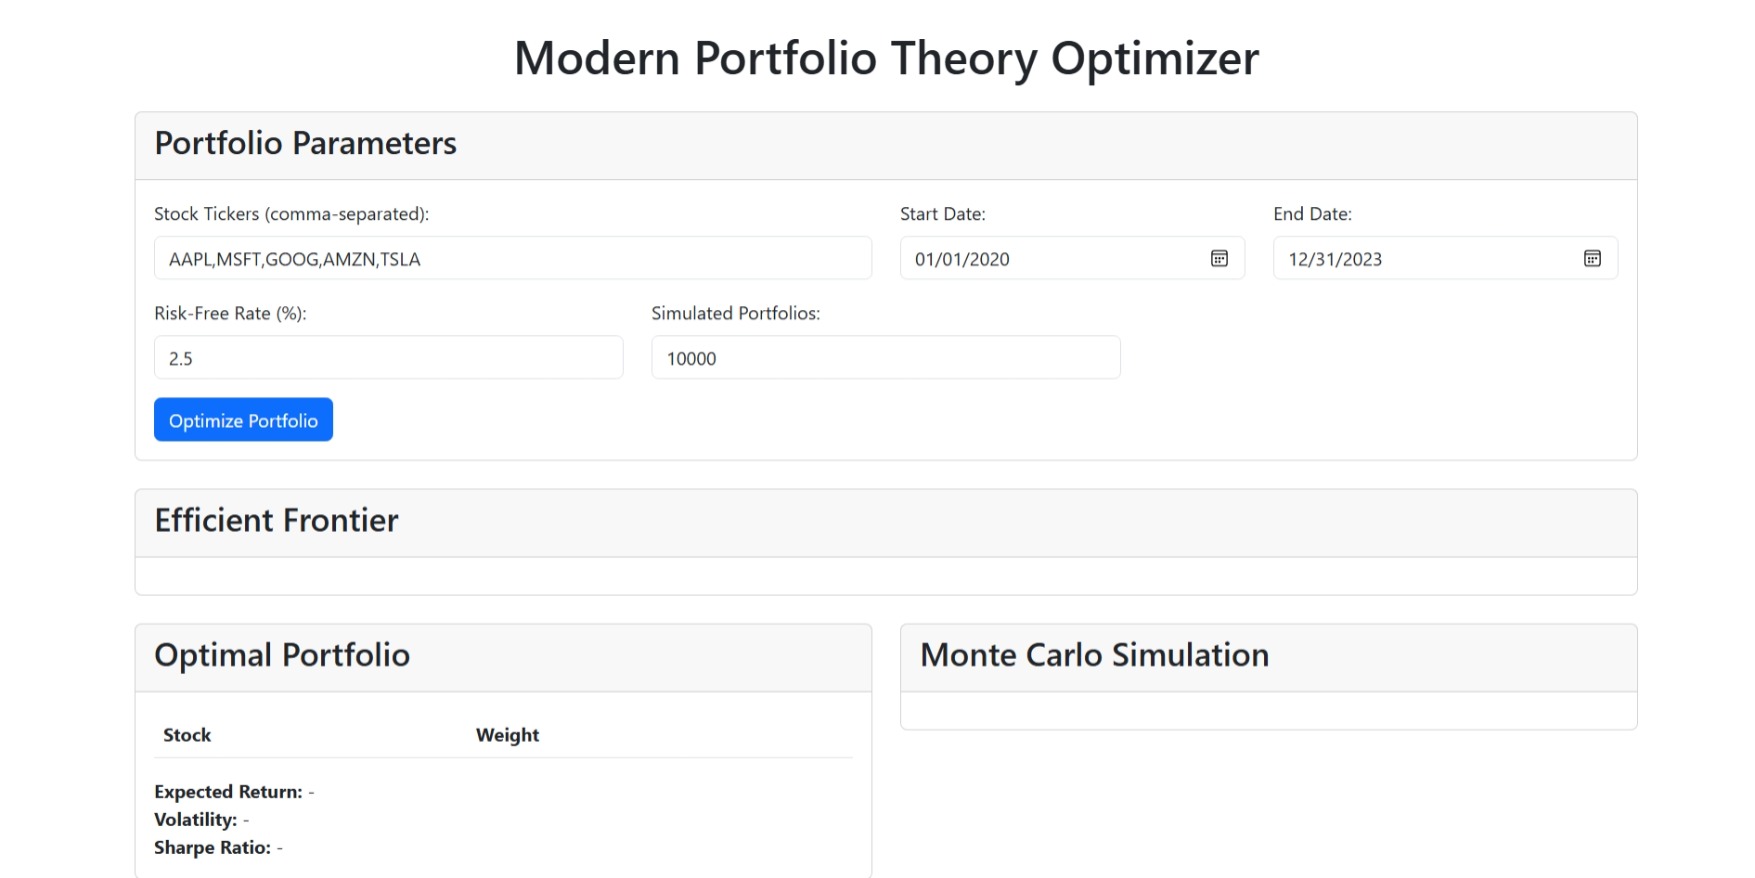 Modern Portfolio Theory Optimizer
Portfolio Parameters
Stock Tickers (comma-separated):
AAPL,MSFT,GOOG,AMZN,TSLA
Start Date:
01/01/2020
End Date:
12/31/2023
Risk-Free Rate (%):
2.5
Simulated Portfolios:
10000
Optimize Portfolio
Efficient Frontier
Optimal Portfolio
Stock Weight
Expected Return: -
Volatility: -
Sharpe Ratio: -
Monte Carlo Simulation